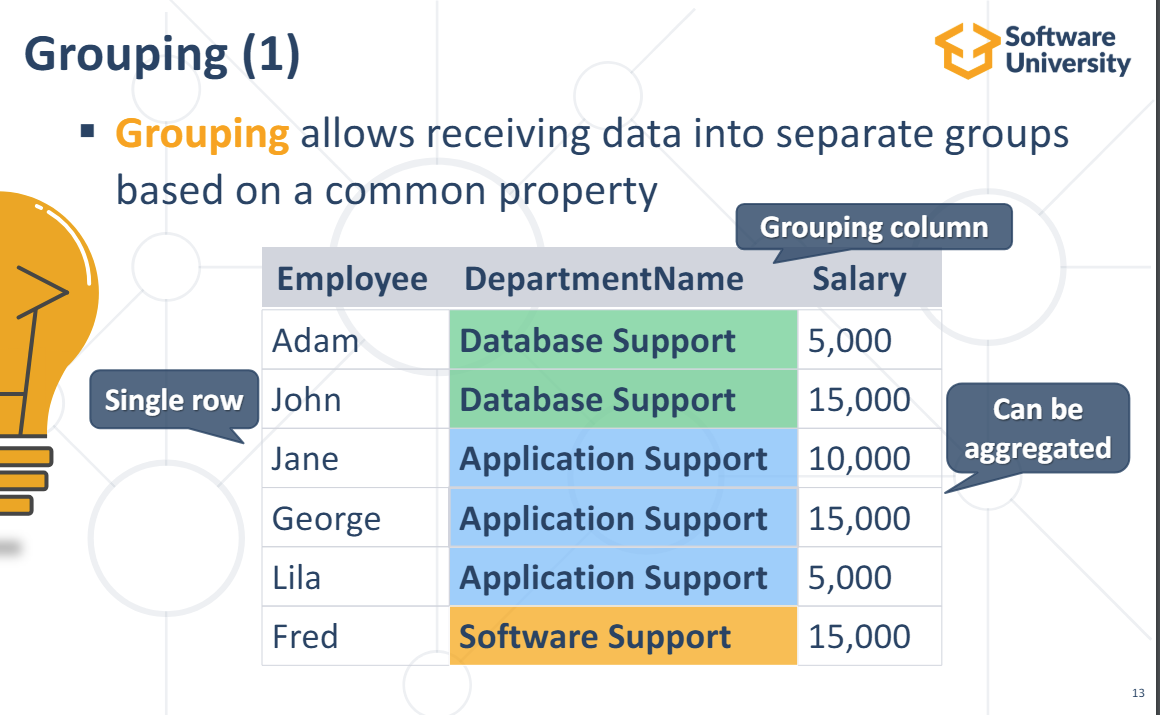 Grouping (1)
Software
University
▪ Grouping allows receiving data into separate groups
based on a common property
Grouping column
Employee DepartmentName Salary
Adam Database Support 5,000
Single row
John Database Support 15,000
Can be
aggregated
Jane Application Support 10,000
George Application Support 15,000
Lila Application Support 5,000
Fred Software Support 15,000
13